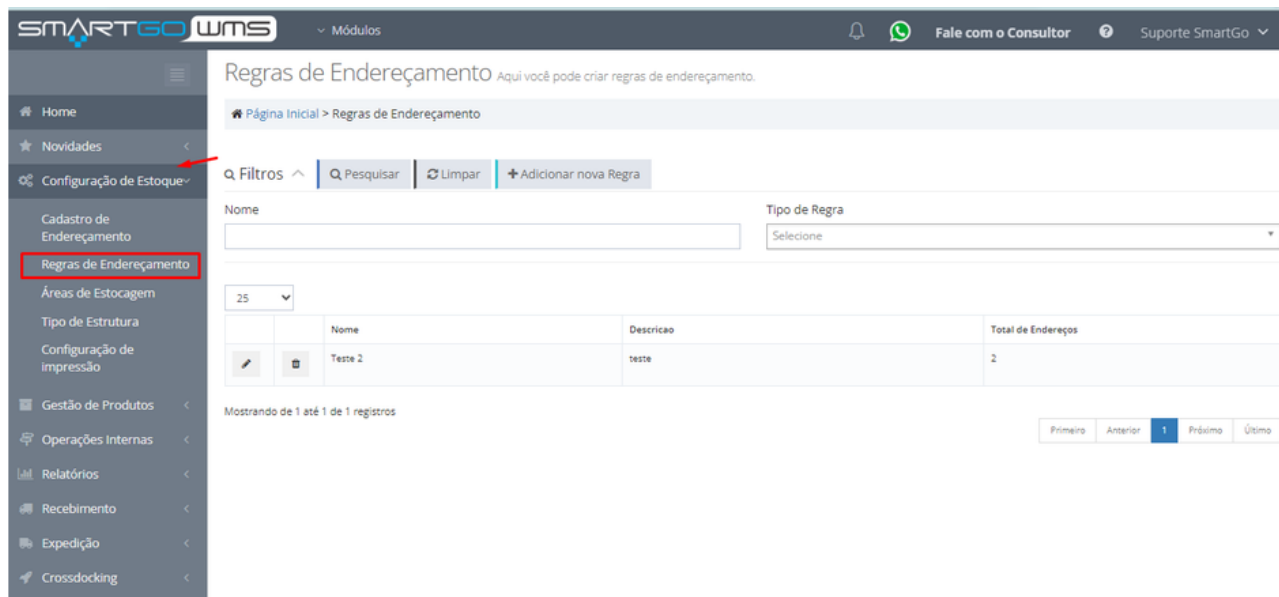 SMARTGO WMS
Módulos
Fale com o Consultor
Suporte SmartGo
Home
Novidades
Configuração de Estoque
Cadastro de
Endereçamento
Regras de Endereçamento
Áreas de Estocagem
Tipo de Estrutura
Configuração de
impressão
Gestão de Produtos
Operações Internas
Relatórios
Recebimento
Expedição
Crossdocking
Regras de Endereçamento Aqui você pode criar regras de endereçamento.
Página Inicial > Regras de Endereçamento
Filtros
Pesquisar
Limpar
Adicionar nova Regra
Nome
Tipo de Regra
Selecione
25
Nome Descricao Total de Endereços
Teste 2 teste 2
Mostrando de 1 até 1 de 1 registros
Primeiro Anterior 1 Próximo Último